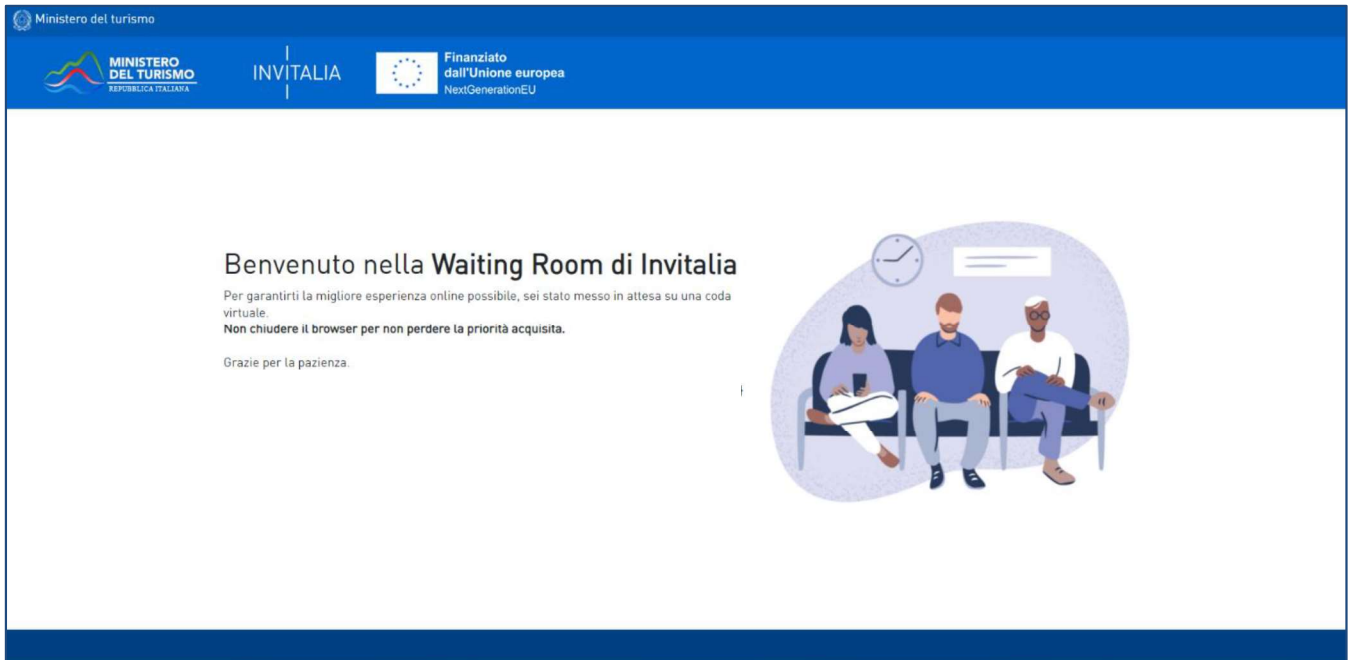 Ministero del turismo
MINISTERO
DEL TURISMO
REPUBBLICA ITALIANA
INVITALIA
Finanziato
dall'Unione europea
NextGenerationEU
Benvenuto nella Waiting Room di Invitalia
Per garantirti la migliore esperienza online possibile, sei stato messo in attesa su una coda
virtuale.
Non chiudere il browser per non perdere la priorità acquisita.
Grazie per la pazienza.